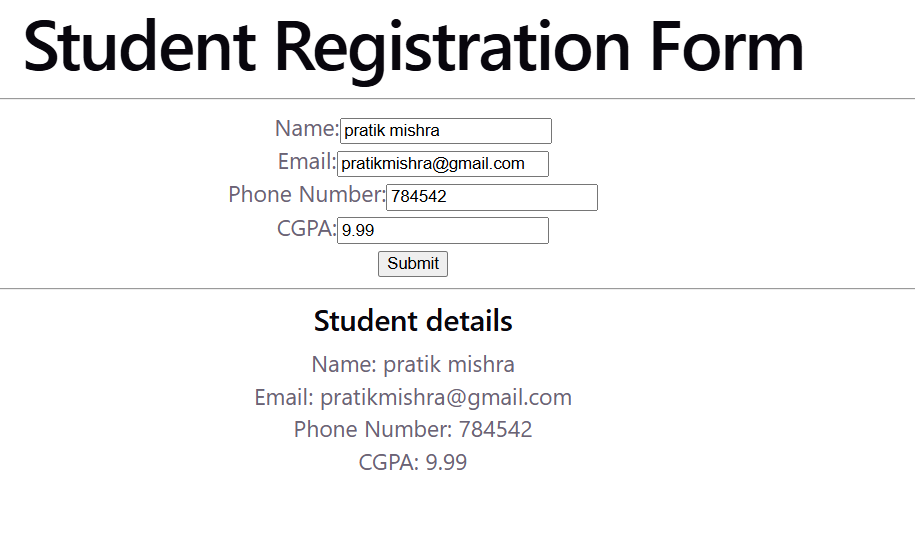 Student Registration Form
Name: pratik mishra
Email: pratikmishra@gmail.com
Phone Number: 784542
CGPA: 9.99
Submit
Student details
Name: pratik mishra
Email: pratikmishra@gmail.com
Phone Number: 784542
CGPA: 9.99